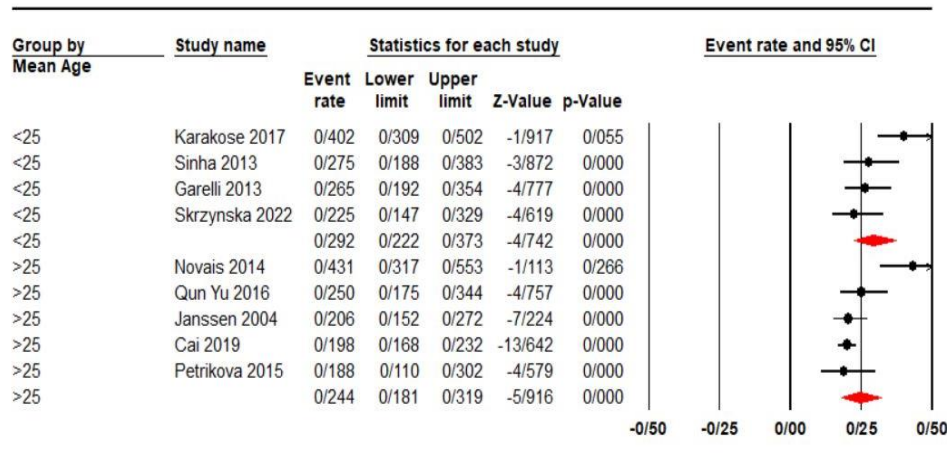 Group by Study name Statistics for each study Event rate and 95% CI
Mean Age
Event Lower Upper
rate limit limit Z-Value p-Value
<25 Karakose 2017 0/402 0/309 0/502 -1/917 0/055
<25 Sinha 2013 0/275 0/188 0/383 -3/872 0/000
<25 Garelli 2013 0/265 0/192 0/354 -4/777 0/000
<25 Skrzynska 2022 0/225 0/147 0/329 -4/619 0/000
<25 0/292 0/222 0/373 -4/742 0/000
>25 Novais 2014 0/431 0/317 0/553 -1/113 0/266
>25 Qun Yu 2016 0/250 0/175 0/344 -4/757 0/000
>25 Janssen 2004 0/206 0/152 0/272 -7/224 0/000
>25 Cai 2019 0/198 0/168 0/232 -13/642 0/000
>25 Petrikova 2015 0/188 0/110 0/302 -4/579 0/000
>25 0/244 0/181 0/319 -5/916 0/000
-0/50 -0/25 0/00 0/25 0/50